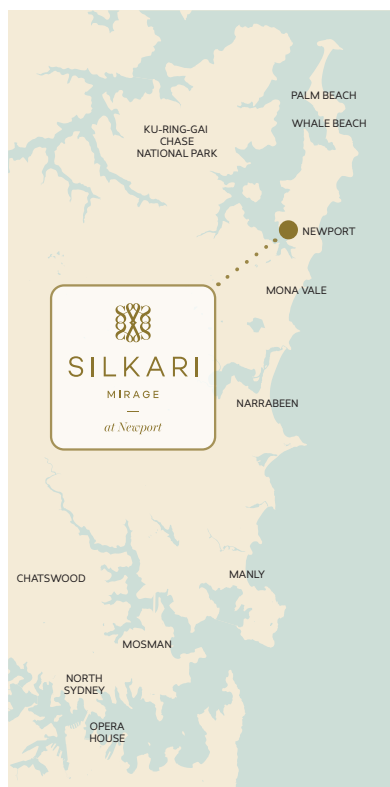 PALM BEACH
WHALE BEACH
KU-RING-GAI
CHASE
NATIONAL PARK
NEWPORT
MONA VALE
SILKARI
MIRAGE
at Newport
NARRABEEN
CHATSWOOD
MANLY
MOSMAN
NORTH
SYDNEY
OPERA
HOUSE